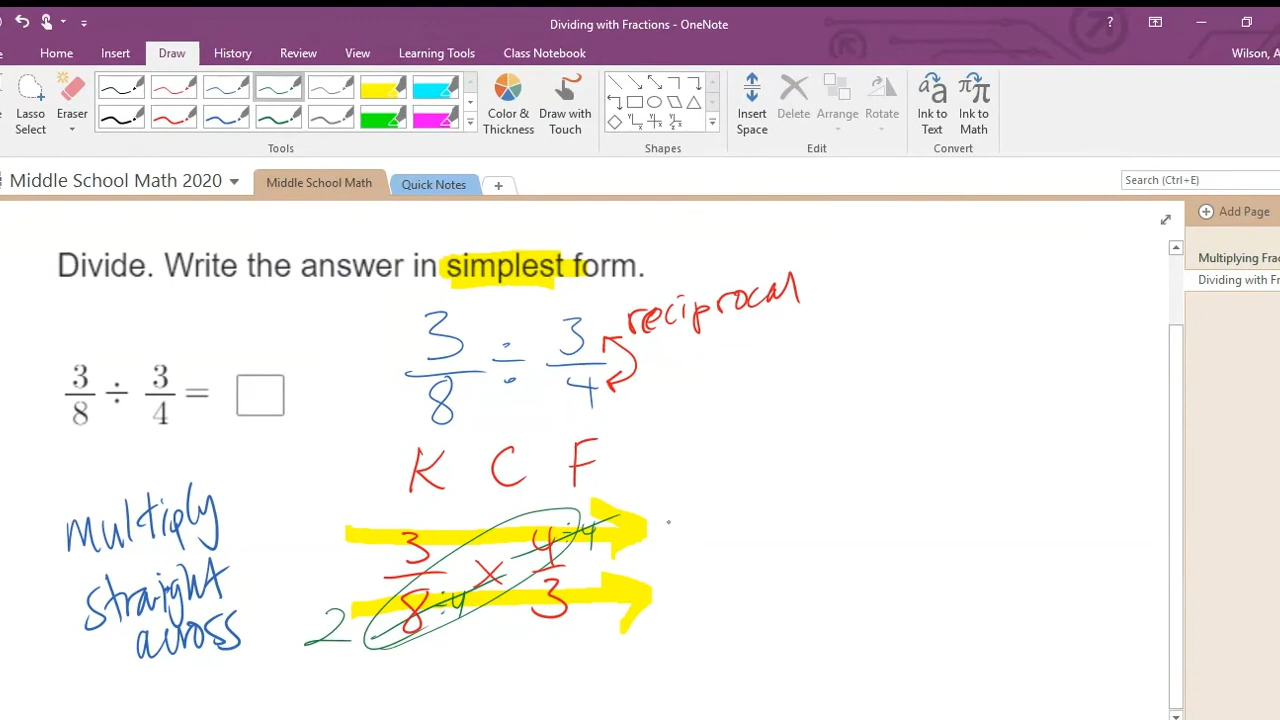 Dividing with Fractions - OneNote
?
Home Insert Draw History Review View Learning Tools Class Notebook
Wilson, A
Lasso Select
Eraser
Color & Thickness
Draw with Touch
Insert Space
Delete
Arrange
Rotate
Ink to Text
Ink to Math
Tools Shapes Edit Convert
Middle School Math 2020
Middle School Math
Quick Notes
+
Search (Ctrl+E)
Add Page
Multiplying Frac
Dividing with Fr
Divide. Write the answer in simplest form.
reciprocal
3/8 ÷ 3/4
3/8 ÷ 3/4 =
K C F
multiply
straight
across
3/8 × 4/3
÷4
÷4
2